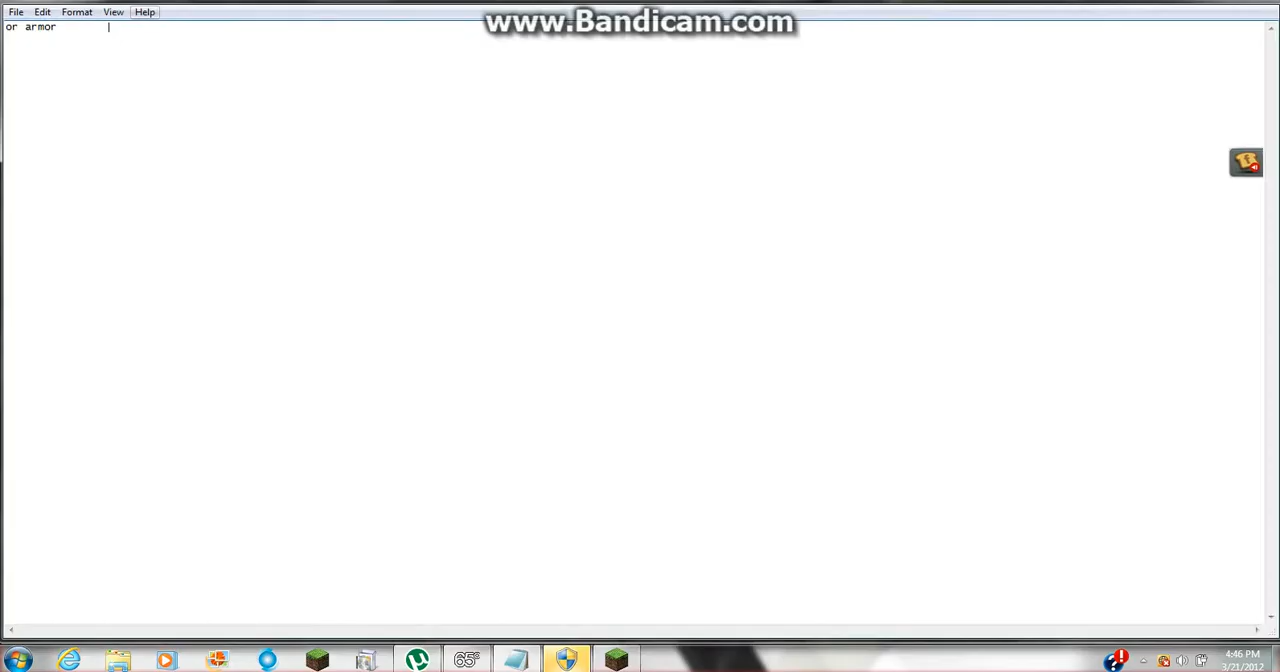 www.Bandicam.com
File Edit Format View Help
or armor
65°
4:46 PM
3/21/2012